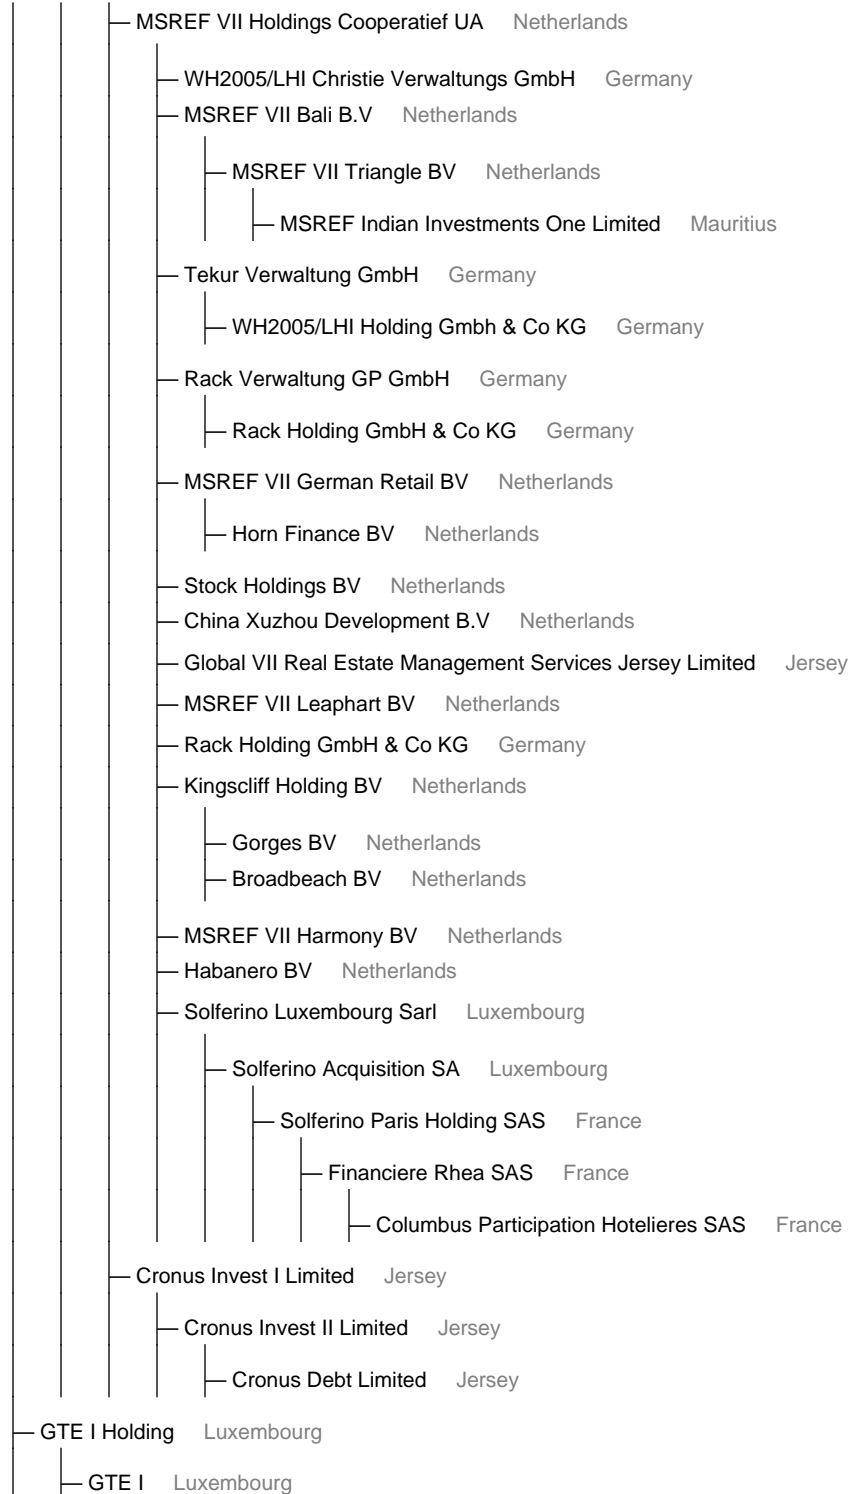 MSREF VII Holdings Cooperatief UA Netherlands
WH2005/LHI Christie Verwaltungs GmbH Germany
MSREF VII Bali B.V Netherlands
MSREF VII Triangle BV Netherlands
MSREF Indian Investments One Limited Mauritius
Tekur Verwaltung GmbH Germany
WH2005/LHI Holding Gmbh & Co KG Germany
Rack Verwaltung GP GmbH Germany
Rack Holding GmbH & Co KG Germany
MSREF VII German Retail BV Netherlands
Horn Finance BV Netherlands
Stock Holdings BV Netherlands
China Xuzhou Development B.V Netherlands
Global VII Real Estate Management Services Jersey Limited Jersey
MSREF VII Leaphart BV Netherlands
Rack Holding GmbH & Co KG Germany
Kingscliff Holding BV Netherlands
Gorges BV Netherlands
Broadbeach BV Netherlands
MSREF VII Harmony BV Netherlands
Habanero BV Netherlands
Solferino Luxembourg Sarl Luxembourg
Solferino Acquisition SA Luxembourg
Solferino Paris Holding SAS France
Financiere Rhea SAS France
Columbus Participation Hotelieres SAS France
Cronus Invest I Limited Jersey
Cronus Invest II Limited Jersey
Cronus Debt Limited Jersey
GTE I Holding Luxembourg
GTE I Luxembourg